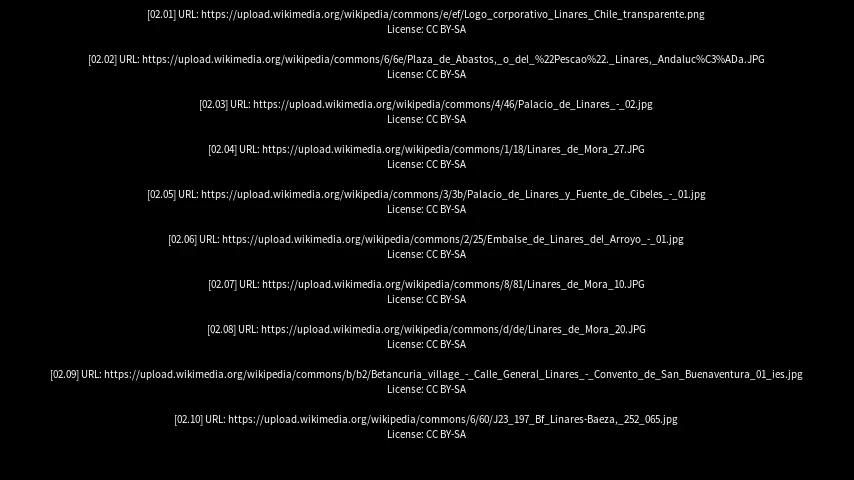 [02.01] URL: https://upload.wikimedia.org/wikipedia/commons/e/ef/Logo_corporativo_Linares_Chile_transparente.png
License: CC BY-SA
[02.02] URL: https://upload.wikimedia.org/wikipedia/commons/6/6e/Plaza_de_Abastos,_o_del_%22Pescao%22._Linares,_Andaluc%C3%ADa.JPG
License: CC BY-SA
[02.03] URL: https://upload.wikimedia.org/wikipedia/commons/4/46/Palacio_de_Linares_-_02.jpg
License: CC BY-SA
[02.04] URL: https://upload.wikimedia.org/wikipedia/commons/1/18/Linares_de_Mora_27.JPG
License: CC BY-SA
[02.05] URL: https://upload.wikimedia.org/wikipedia/commons/3/3b/Palacio_de_Linares_y_Fuente_de_Cibeles_-_01.jpg
License: CC BY-SA
[02.06] URL: https://upload.wikimedia.org/wikipedia/commons/2/25/Embalse_de_Linares_del_Arroyo_-_01.jpg
License: CC BY-SA
[02.07] URL: https://upload.wikimedia.org/wikipedia/commons/8/81/Linares_de_Mora_10.JPG
License: CC BY-SA
[02.08] URL: https://upload.wikimedia.org/wikipedia/commons/d/de/Linares_de_Mora_20.JPG
License: CC BY-SA
[02.09] URL: https://upload.wikimedia.org/wikipedia/commons/b/b2/Betancuria_village_-_Calle_General_Linares_-_Convento_de_San_Buenaventura_01_ies.jpg
License: CC BY-SA
[02.10] URL: https://upload.wikimedia.org/wikipedia/commons/6/60/J23_197_Bf_Linares-Baeza,_252_065.jpg
License: CC BY-SA